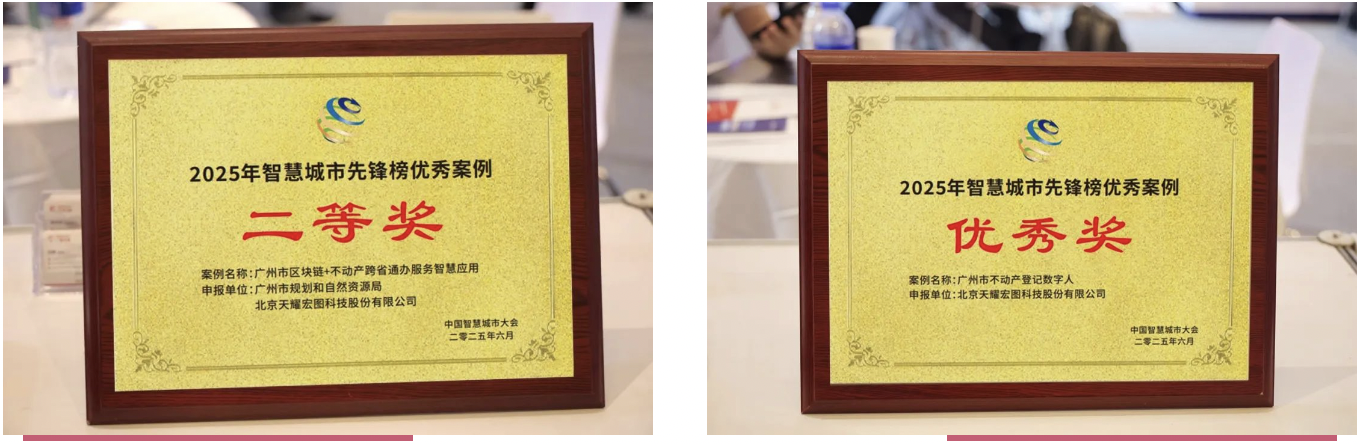 2025年智慧城市先锋榜优秀案例
二等奖
案例名称：广州市区块链+不动产跨省通办服务智慧应用
申报单位：广州市规划和自然资源局
北京天耀宏图科技股份有限公司
中国智慧城市大会
二零二五年六月
2025年智慧城市先锋榜优秀案例
优秀奖
案例名称：广州市不动产登记数字人
申报单位：北京天耀宏图科技股份有限公司
中国智慧城市大会
二零二五年六月